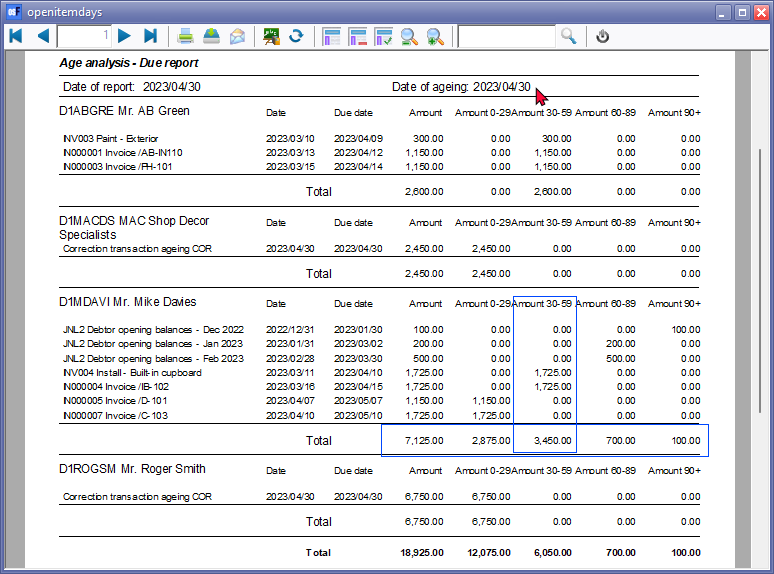 openitemdays
1
Age analysis - Due report
Date of report: 2023/04/30 Date of ageing: 2023/04/30
D1ABGRE Mr. AB Green Date Due date Amount Amount 0-29 Amount 30-59 Amount 60-89 Amount 90+
NV003 Paint - Exterior 2023/03/10 2023/04/09 300.00 0.00 300.00 0.00 0.00
N000001 Invoice /AB-IN110 2023/03/13 2023/04/12 1,150.00 0.00 1,150.00 0.00 0.00
N000003 Invoice /FH-101 2023/03/15 2023/04/14 1,150.00 0.00 1,150.00 0.00 0.00
Total 2,600.00 0.00 2,600.00 0.00 0.00
D1MACDS MAC Shop Decor Date Due date Amount Amount 0-29 Amount 30-59 Amount 60-89 Amount 90+
Specialists
Correction transaction ageing COR 2023/04/30 2023/04/30 2,450.00 2,450.00 0.00 0.00 0.00
Total 2,450.00 2,450.00 0.00 0.00 0.00
D1MDAVI Mr. Mike Davies Date Due date Amount Amount 0-29 Amount 30-59 Amount 60-89 Amount 90+
JNL2 Debtor opening balances - Dec 2022 2022/12/31 2023/01/30 100.00 0.00 0.00 0.00 100.00
JNL2 Debtor opening balances - Jan 2023 2023/01/31 2023/03/02 200.00 0.00 0.00 200.00 0.00
JNL2 Debtor opening balances - Feb 2023 2023/02/28 2023/03/30 500.00 0.00 0.00 500.00 0.00
NV004 Install - Built-in cupboard 2023/03/11 2023/04/10 1,725.00 0.00 1,725.00 0.00 0.00
N000004 Invoice /IB-102 2023/03/16 2023/04/15 1,725.00 0.00 1,725.00 0.00 0.00
N000005 Invoice /D-101 2023/04/07 2023/05/07 1,150.00 1,150.00 0.00 0.00 0.00
N000007 Invoice /C-103 2023/04/10 2023/05/10 1,725.00 1,725.00 0.00 0.00 0.00
Total 7,125.00 2,875.00 3,450.00 700.00 100.00
D1ROGSM Mr. Roger Smith Date Due date Amount Amount 0-29 Amount 30-59 Amount 60-89 Amount 90+
Correction transaction ageing COR 2023/04/30 2023/04/30 6,750.00 6,750.00 0.00 0.00 0.00
Total 6,750.00 6,750.00 0.00 0.00 0.00
Total 18,925.00 12,075.00 6,050.00 700.00 100.00